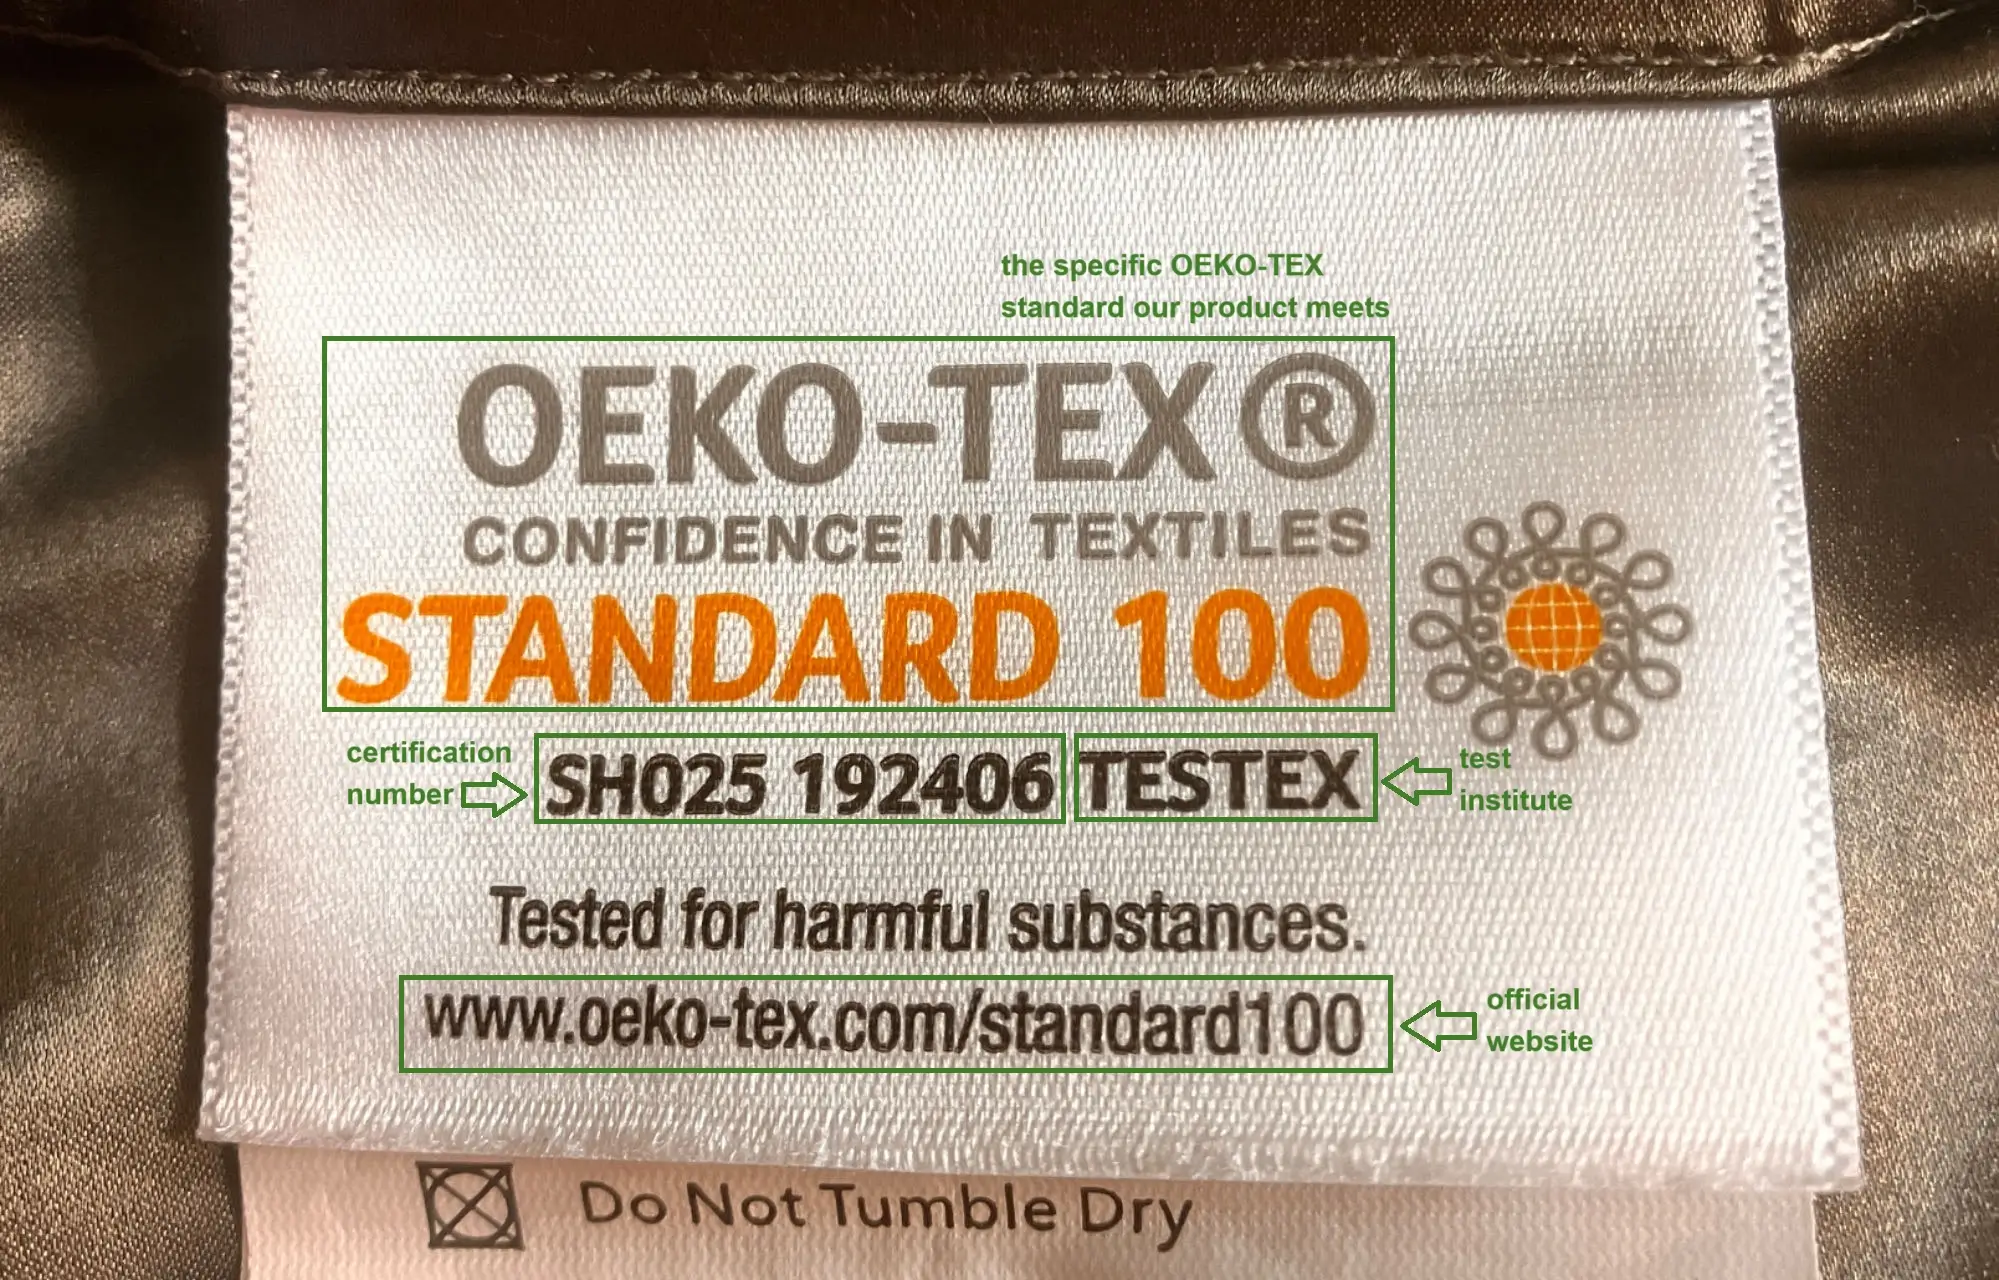 the specific OEKO-TEX
standard our product meets
OEKO-TEX®
CONFIDENCE IN TEXTILES
STANDARD 100
certification
number
SH025 192406 TESTEX
test
institute
Tested for harmful substances.
www.oeko-tex.com/standard100
official
website
Do Not Tumble Dry